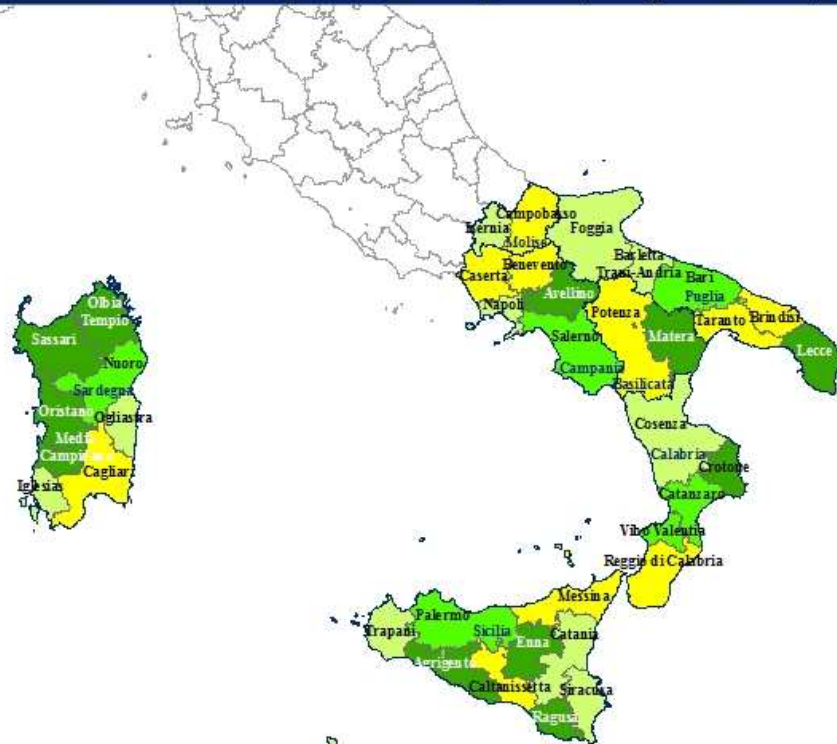 Campobasso
Isernia
Molise
Foggia
Benevento
Caserta
Barletta
Trani-Andria
Bari
Puglia
Napoli
Avellino
Potenza
Taranto
Brindisi
Salerno
Matera
Lecce
Campania
Basilicata
Olbia
Tempio
Sassari
Nuoro
Sardegna
Oristano
Ogliastra
Medio
Campidano
Cagliari
Iglesias
Cosenza
Calabria
Crotone
Catanzaro
Vibo Valentia
Reggio di Calabria
Messina
Palermo
Trapani
Sicilia
Catania
Enna
Agrigento
Caltanissetta
Siracusa
Ragusa